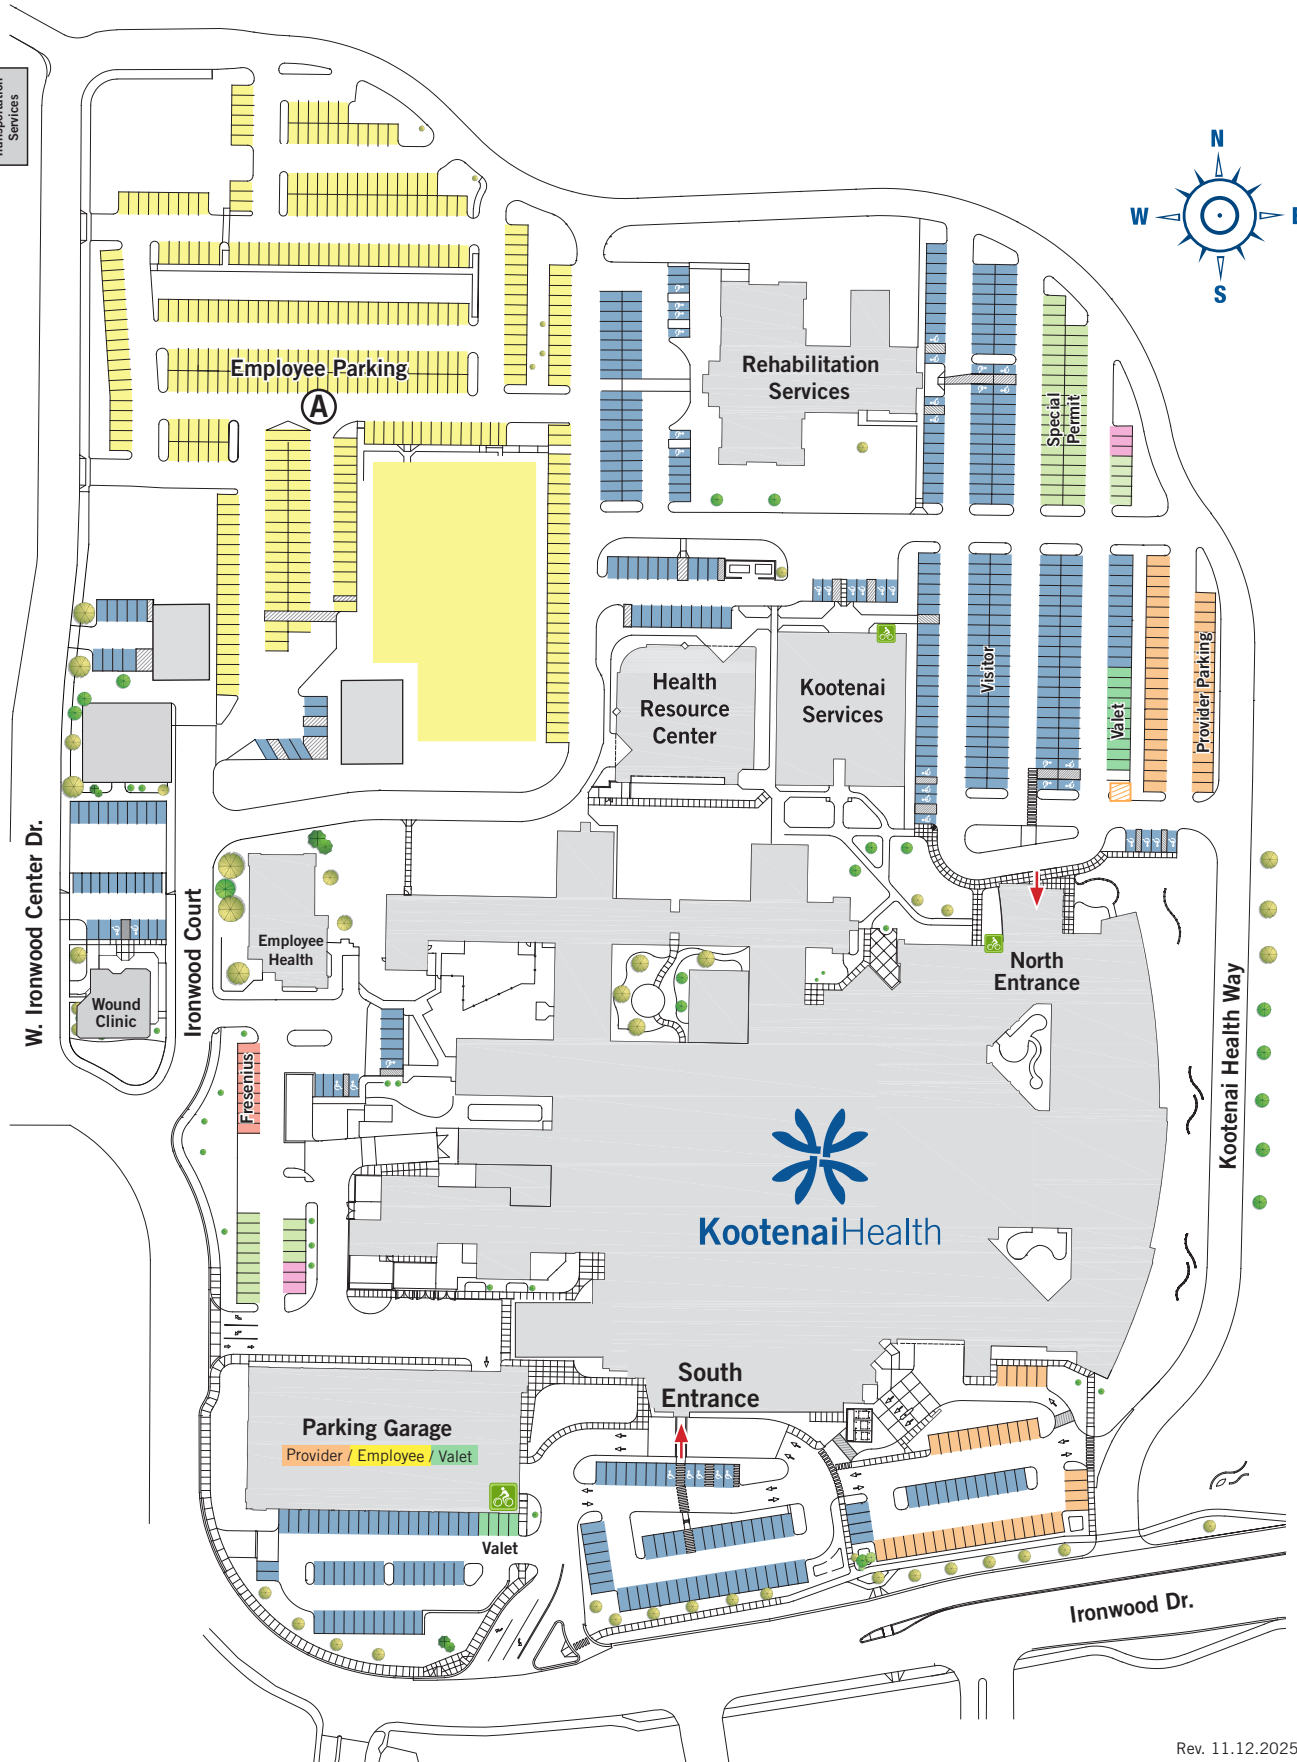 Services
N
W
S
Rehabilitation
Services
Employee Parking
A
Special
Permit
Health
Resource
Center
Kootenai
Services
Visitor
Valet
Provider Parking
W. Ironwood Center Dr.
Ironwood Court
Employee
Health
Wound
Clinic
North
Entrance
Kootenai Health Way
Fresenius
KootenaiHealth
South
Entrance
Parking Garage
Provider / Employee / Valet
Valet
Ironwood Dr.
Rev. 11.12.2025